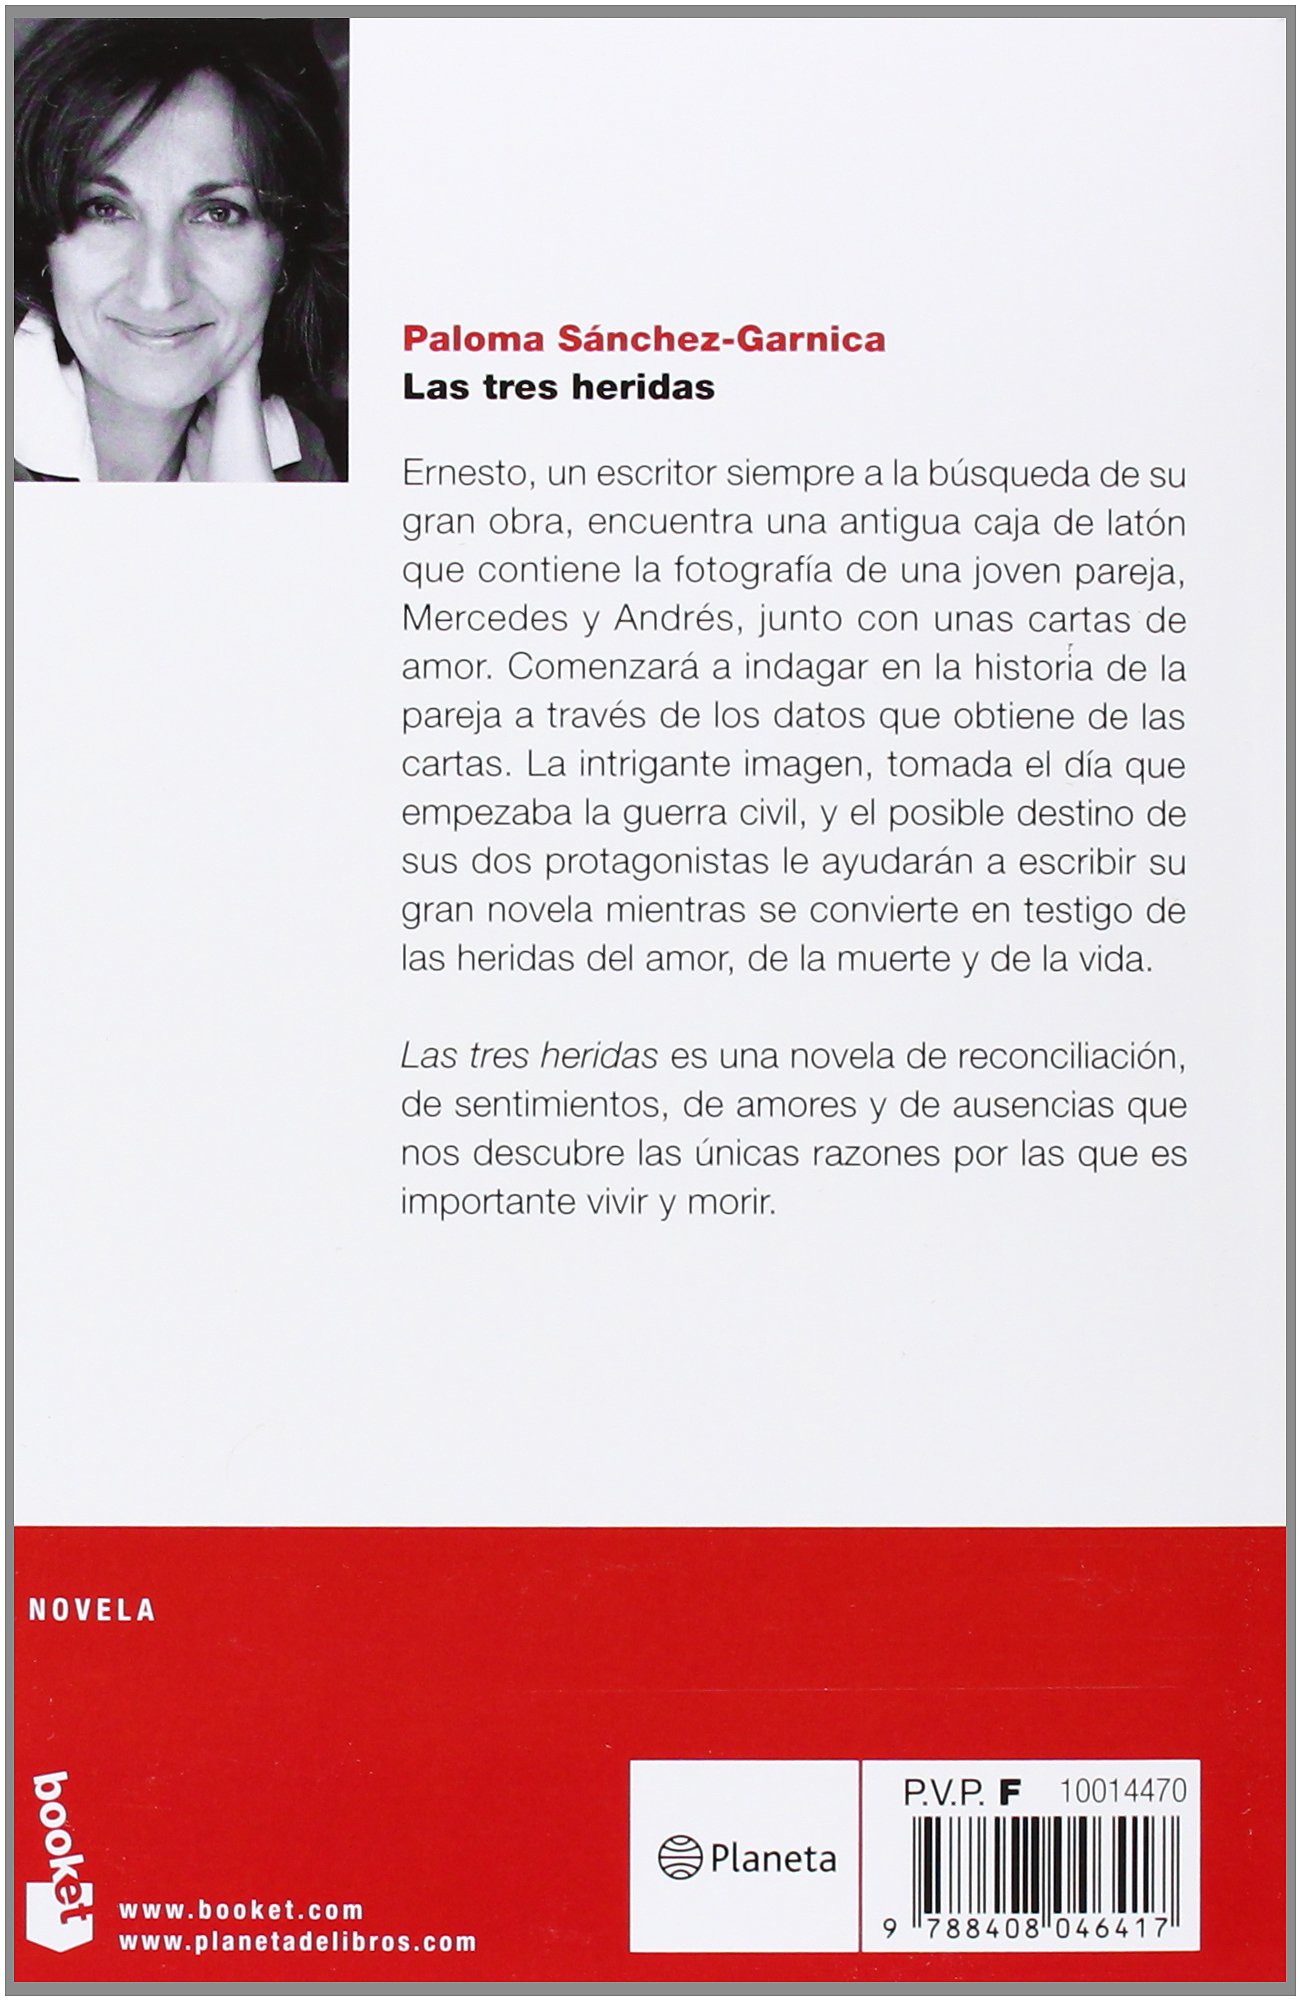 Paloma Sánchez-Garnica
Las tres heridas
Ernesto, un escritor siempre a la búsqueda de su
gran obra, encuentra una antigua caja de latón
que contiene la fotografía de una joven pareja,
Mercedes y Andrés, junto con unas cartas de
amor. Comenzará a indagar en la historia de la
pareja a través de los datos que obtiene de las
cartas. La intrigante imagen, tomada el día que
empezaba la guerra civil, y el posible destino de
sus dos protagonistas le ayudarán a escribir su
gran novela mientras se convierte en testigo de
las heridas del amor, de la muerte y de la vida.
Las tres heridas es una novela de reconciliación,
de sentimientos, de amores y de ausencias que
nos descubre las únicas razones por las que es
importante vivir y morir.
NOVELA
booket
www.booket.com
www.planetadelibros.com
Planeta
P.V.P. F 10014470
9 788408 046417